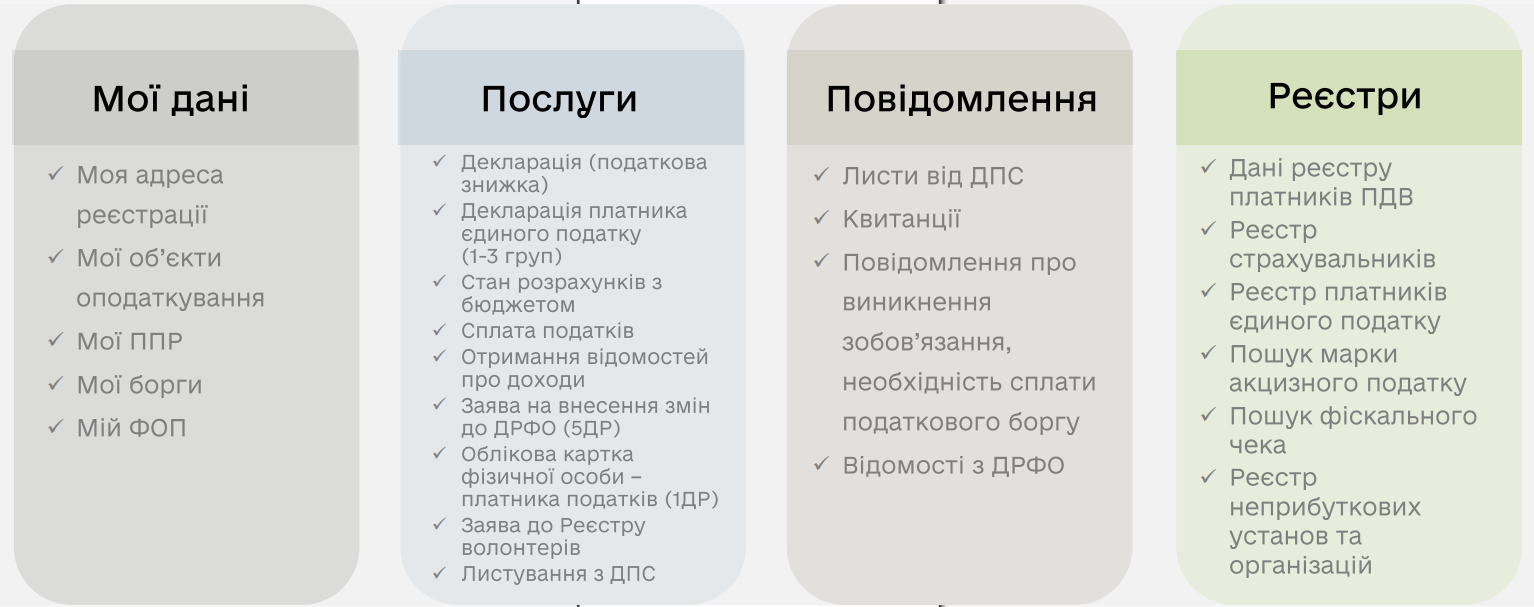 Мої дані
Моя адреса
реєстрації
Мої об’єкти
оподаткування
Мої ППР
Мої борги
Мій ФОП
Послуги
Декларація (податкова
знижка)
Декларація платника
єдиного податку
(1-3 груп)
Стан розрахунків з
бюджетом
Сплата податків
Отримання відомостей
про доходи
Заява на внесення змін
до ДРФО (5ДР)
Облікова картка
фізичної особи –
платника податків (1ДР)
Заява до Реєстру
волонтерів
Листування з ДПС
Повідомлення
Листи від ДПС
Квитанції
Повідомлення про
виникнення
зобов’язання,
необхідність сплати
податкового боргу
Відомості з ДРФО
Реєстри
Дані реєстру
платників ПДВ
Реєстр
страхувальників
Реєстр платників
єдиного податку
Пошук марки
акцизного податку
Пошук фіскального
чека
Реєстр
неприбуткових
установ та
організацій